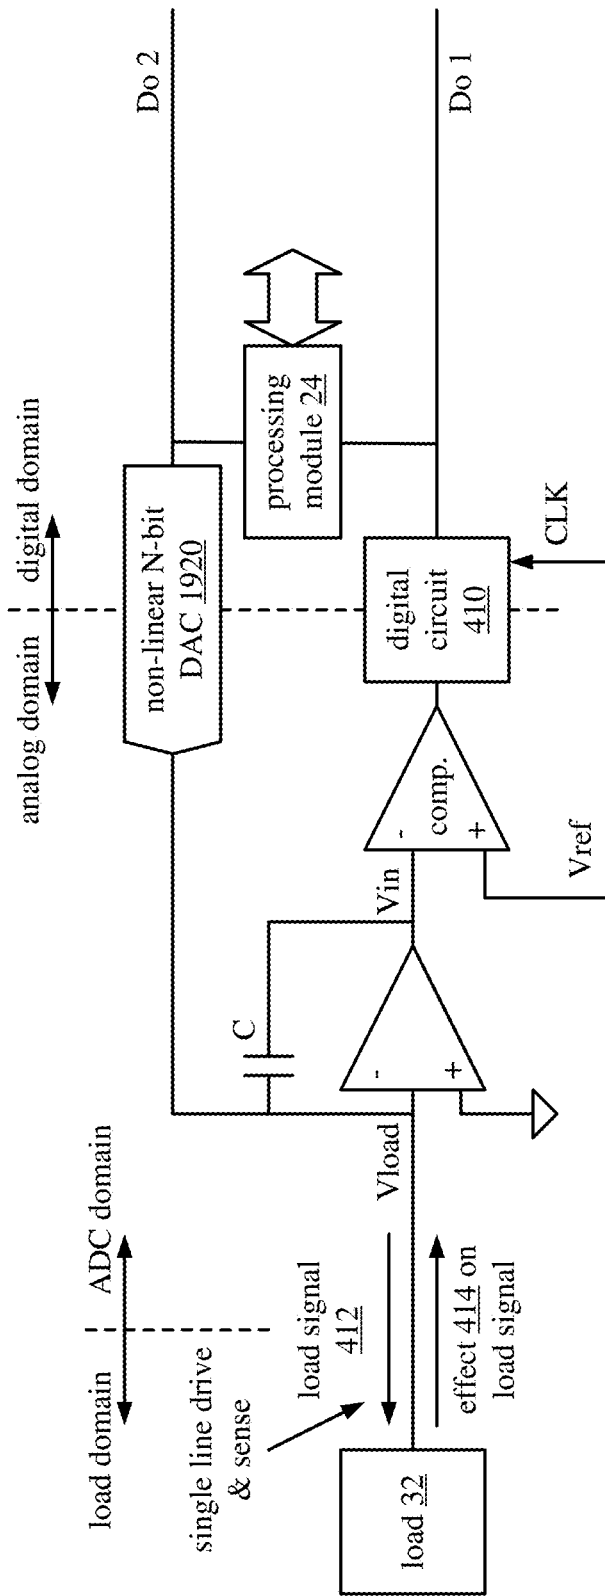 load domain
ADC domain
analog domain
digital domain
single line drive
& sense
load signal
412
effect 414 on
load signal
load 32
Vload
C
-
+
Vin
-
+
comp.
Vref
non-linear N-bit
DAC 1920
digital
circuit
410
CLK
processing
module 24
Do 2
Do 1